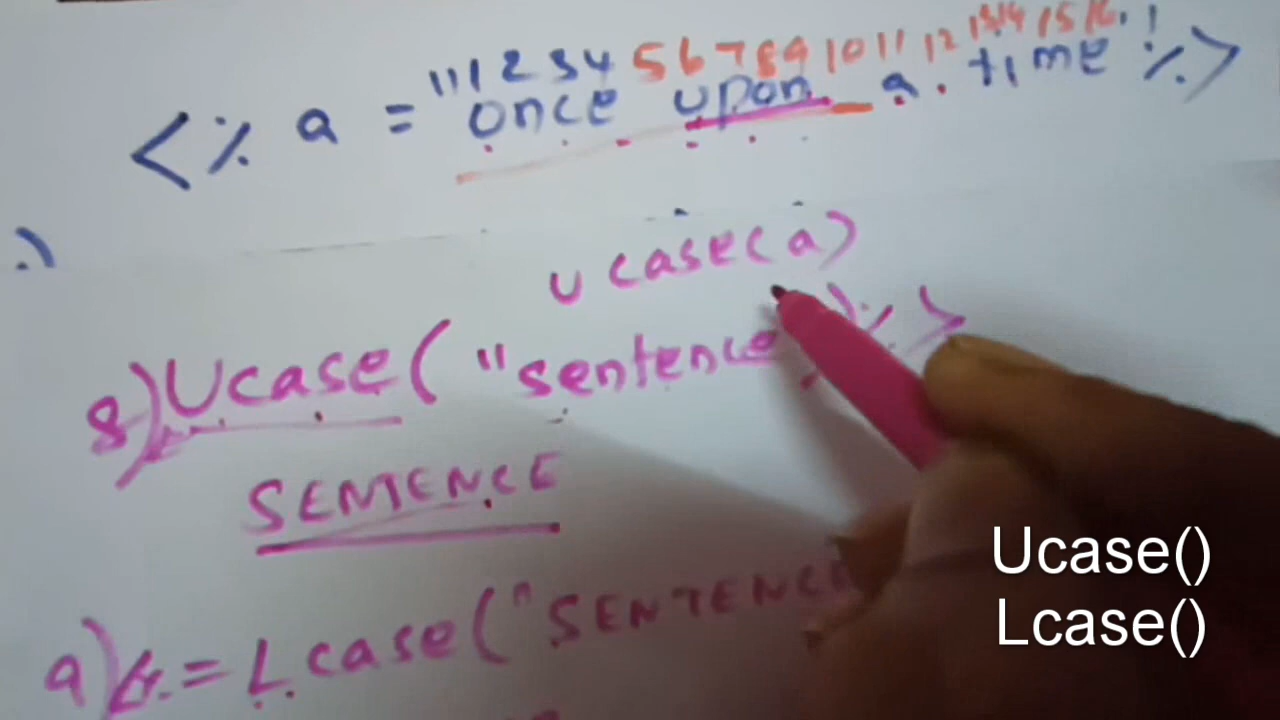 "1 2 3 4 5 6 7 8 9 10 11 12 13 14 15 16
<% a = once upon a time %>
Ucase(a)
8) Ucase("sentence") %>
SENTENCE
9) = Lcase("SENTENCE
Ucase()
Lcase()